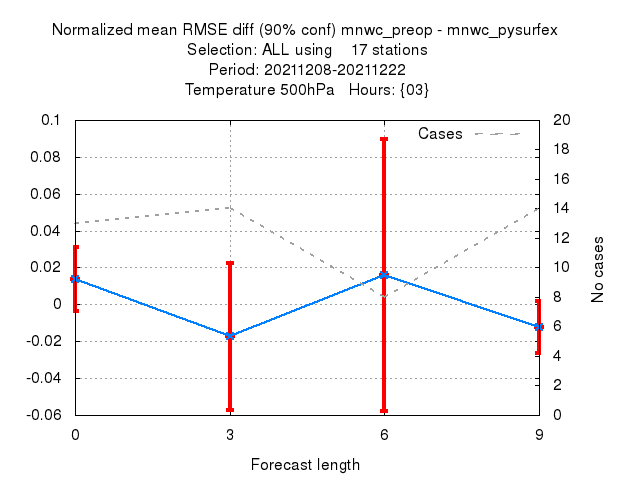 Normalized mean RMSE diff (90% conf) mnwc_preop - mnwc_pysurfex
Selection: ALL using    17 stations
Period: 20211208-20211222
Temperature 500hPa   Hours: {03}
Cases
0.1
0.08
0.06
0.04
0.02
0
-0.02
-0.04
-0.06
20
18
16
14
12
10
8
6
4
2
0
No cases
0 3 6 9
Forecast length